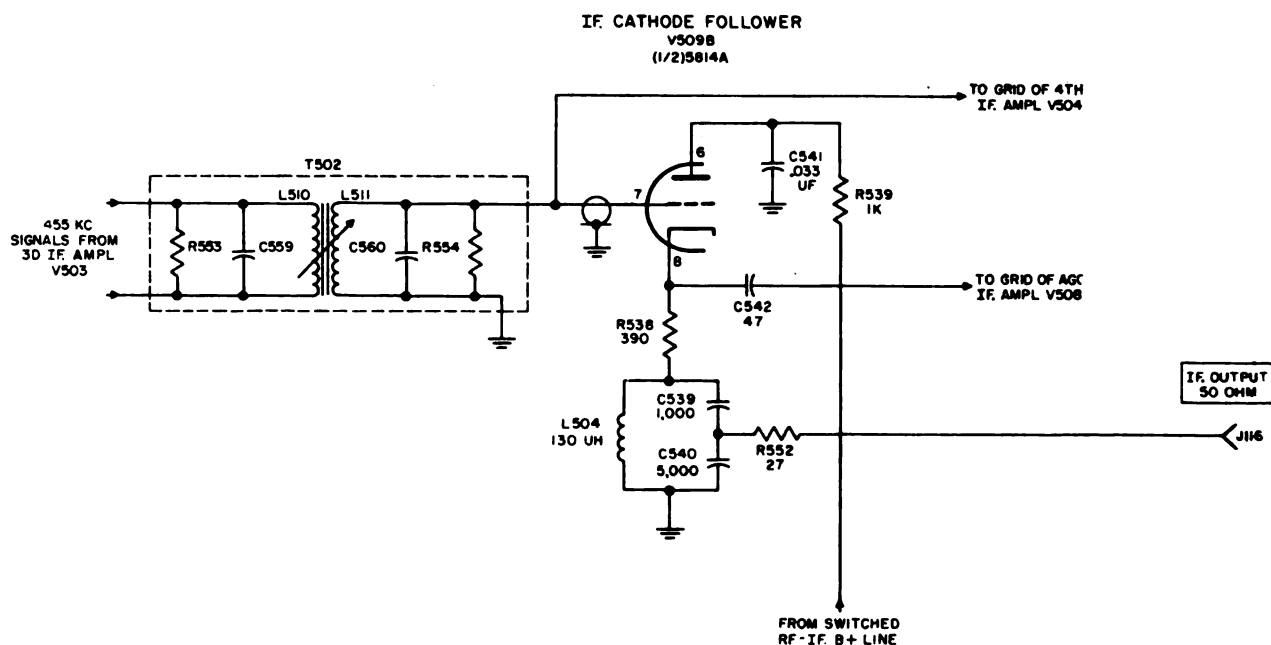 IF. CATHODE FOLLOWER
V509B
(1/2)5814A
TO GRID OF 4TH
IF. AMPL V504
T502
L510
L511
455 KC
SIGNALS FROM
3D IF. AMPL
V503
R553
C559
C560
R554
7
6
8
C541
.033
UF
R539
1K
TO GRID OF AGC
IF. AMPL V508
C542
47
R538
390
L504
130 UH
C539
1,000
C540
5,000
R552
27
IF. OUTPUT
50 OHM
J116
FROM SWITCHED
RF-IF. B+ LINE